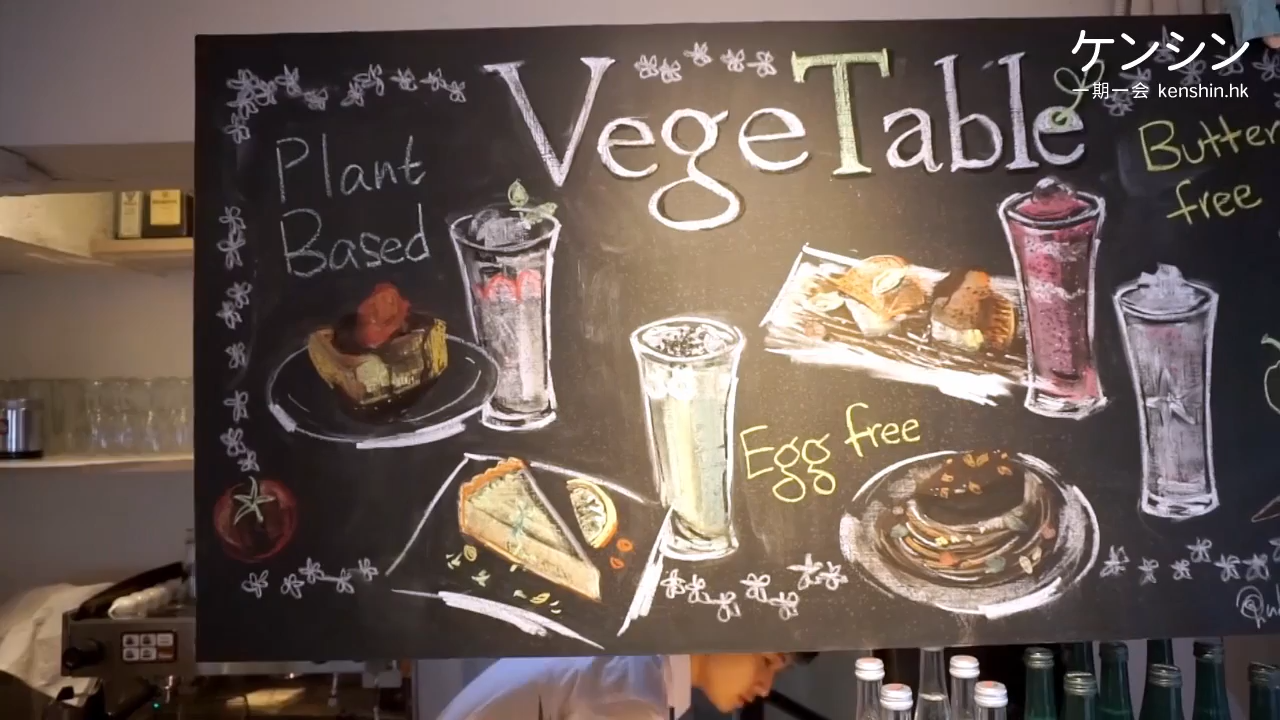 VegeTable
ケンシン
一期一会 kenshin.hk
Plant
Based
Butter
free
Egg free